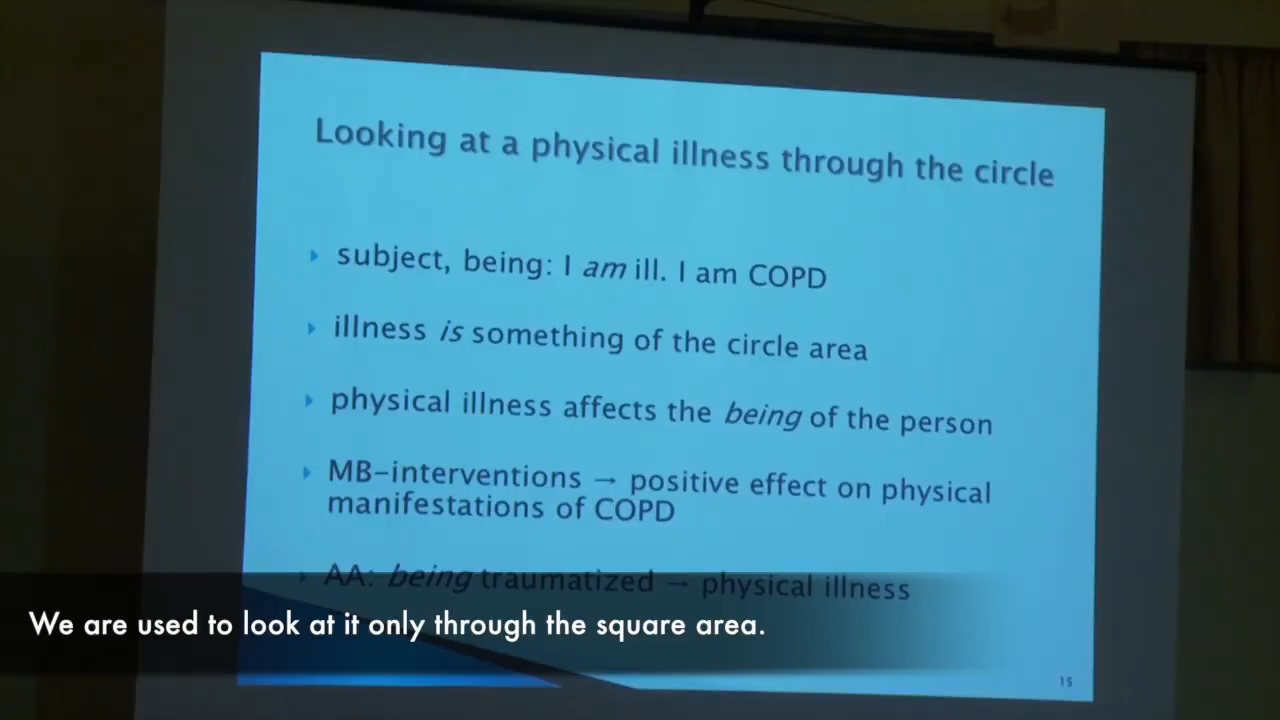 Looking at a physical illness through the circle
subject, being: I am ill. I am COPD
illness is something of the circle area
physical illness affects the being of the person
MB-interventions → positive effect on physical
manifestations of COPD
AA: being traumatized → physical illness
We are used to look at it only through the square area.
15